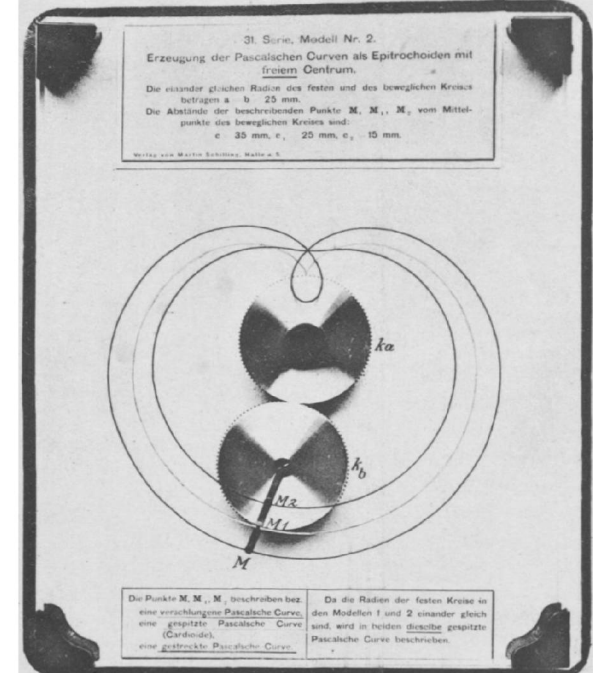 31. Serie, Modell Nr. 2.
Erzeugung der Pascalschen Curven als Epitrochoiden mit
freiem Centrum.
Die einander gleichen Radien des festen und des beweglichen Kreises
betragen a b 25 mm.
Die Abstände der beschreibenden Punkte M, M₁, M₂ vom Mittel-
punkte des beweglichen Kreises sind:
c 35 mm, c₁ 25 mm, c₂ 15 mm.
Verlag von Martin Schilling, Halle a. S.
ka
kb
M2
M1
M
Die Punkte M, M₁, M₂ beschreiben bez.
eine verschlungene Pascalsche Curve,
eine gespitzte Pascalsche Curve
(Cardioide),
eine gestreckte Pascalsche Curve.
Da die Radien der festen Kreise in
den Modellen 1 und 2 einander gleich
sind, wird in beiden dieselbe gespitzte
Pascalsche Curve beschrieben.